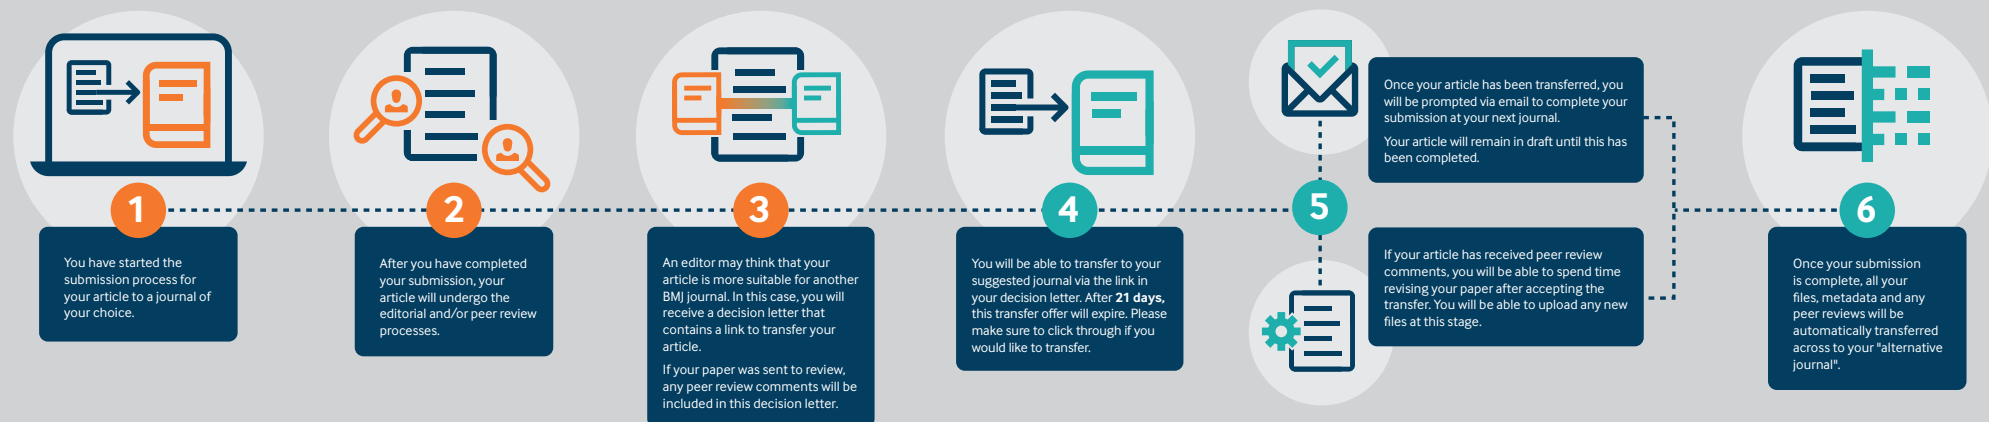 1
You have started the
submission process for
your article to a journal of
your choice.
2
After you have completed
your submission, your
article will undergo the
editorial and/or peer review
processes.
3
An editor may think that your
article is more suitable for another
BMJ journal. In this case, you will
receive a decision letter that
contains a link to transfer your
article.
If your paper was sent to review,
any peer review comments will be
included in this decision letter.
4
You will be able to transfer to your
suggested journal via the link in
your decision letter. After 21 days,
this transfer offer will expire. Please
make sure to click through if you
would like to transfer.
5
Once your article has been transferred, you
will be prompted via email to complete your
submission at your next journal.
Your article will remain in draft until this has
been completed.
If your article has received peer review
comments, you will be able to spend time
revising your paper after accepting the
transfer. You will be able to upload any new
files at this stage.
6
Once your submission
is complete, all your
files, metadata and any
peer reviews will be
automatically transferred
across to your "alternative
journal".